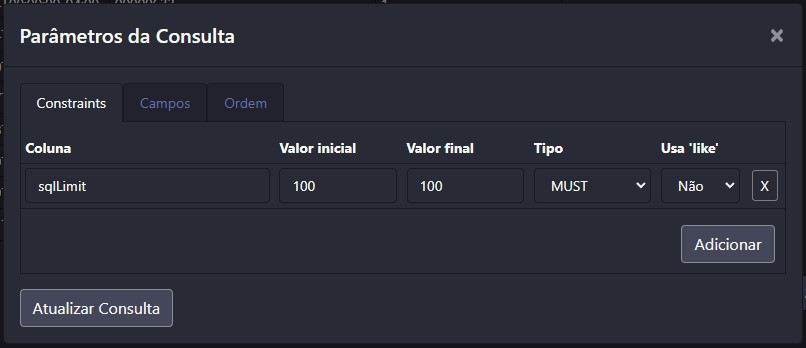 Parâmetros da Consulta ×
Constraints Campos Ordem
Coluna Valor inicial Valor final Tipo Usa 'like'
sqlLimit 100 100 MUST Não X
Adicionar
Atualizar Consulta